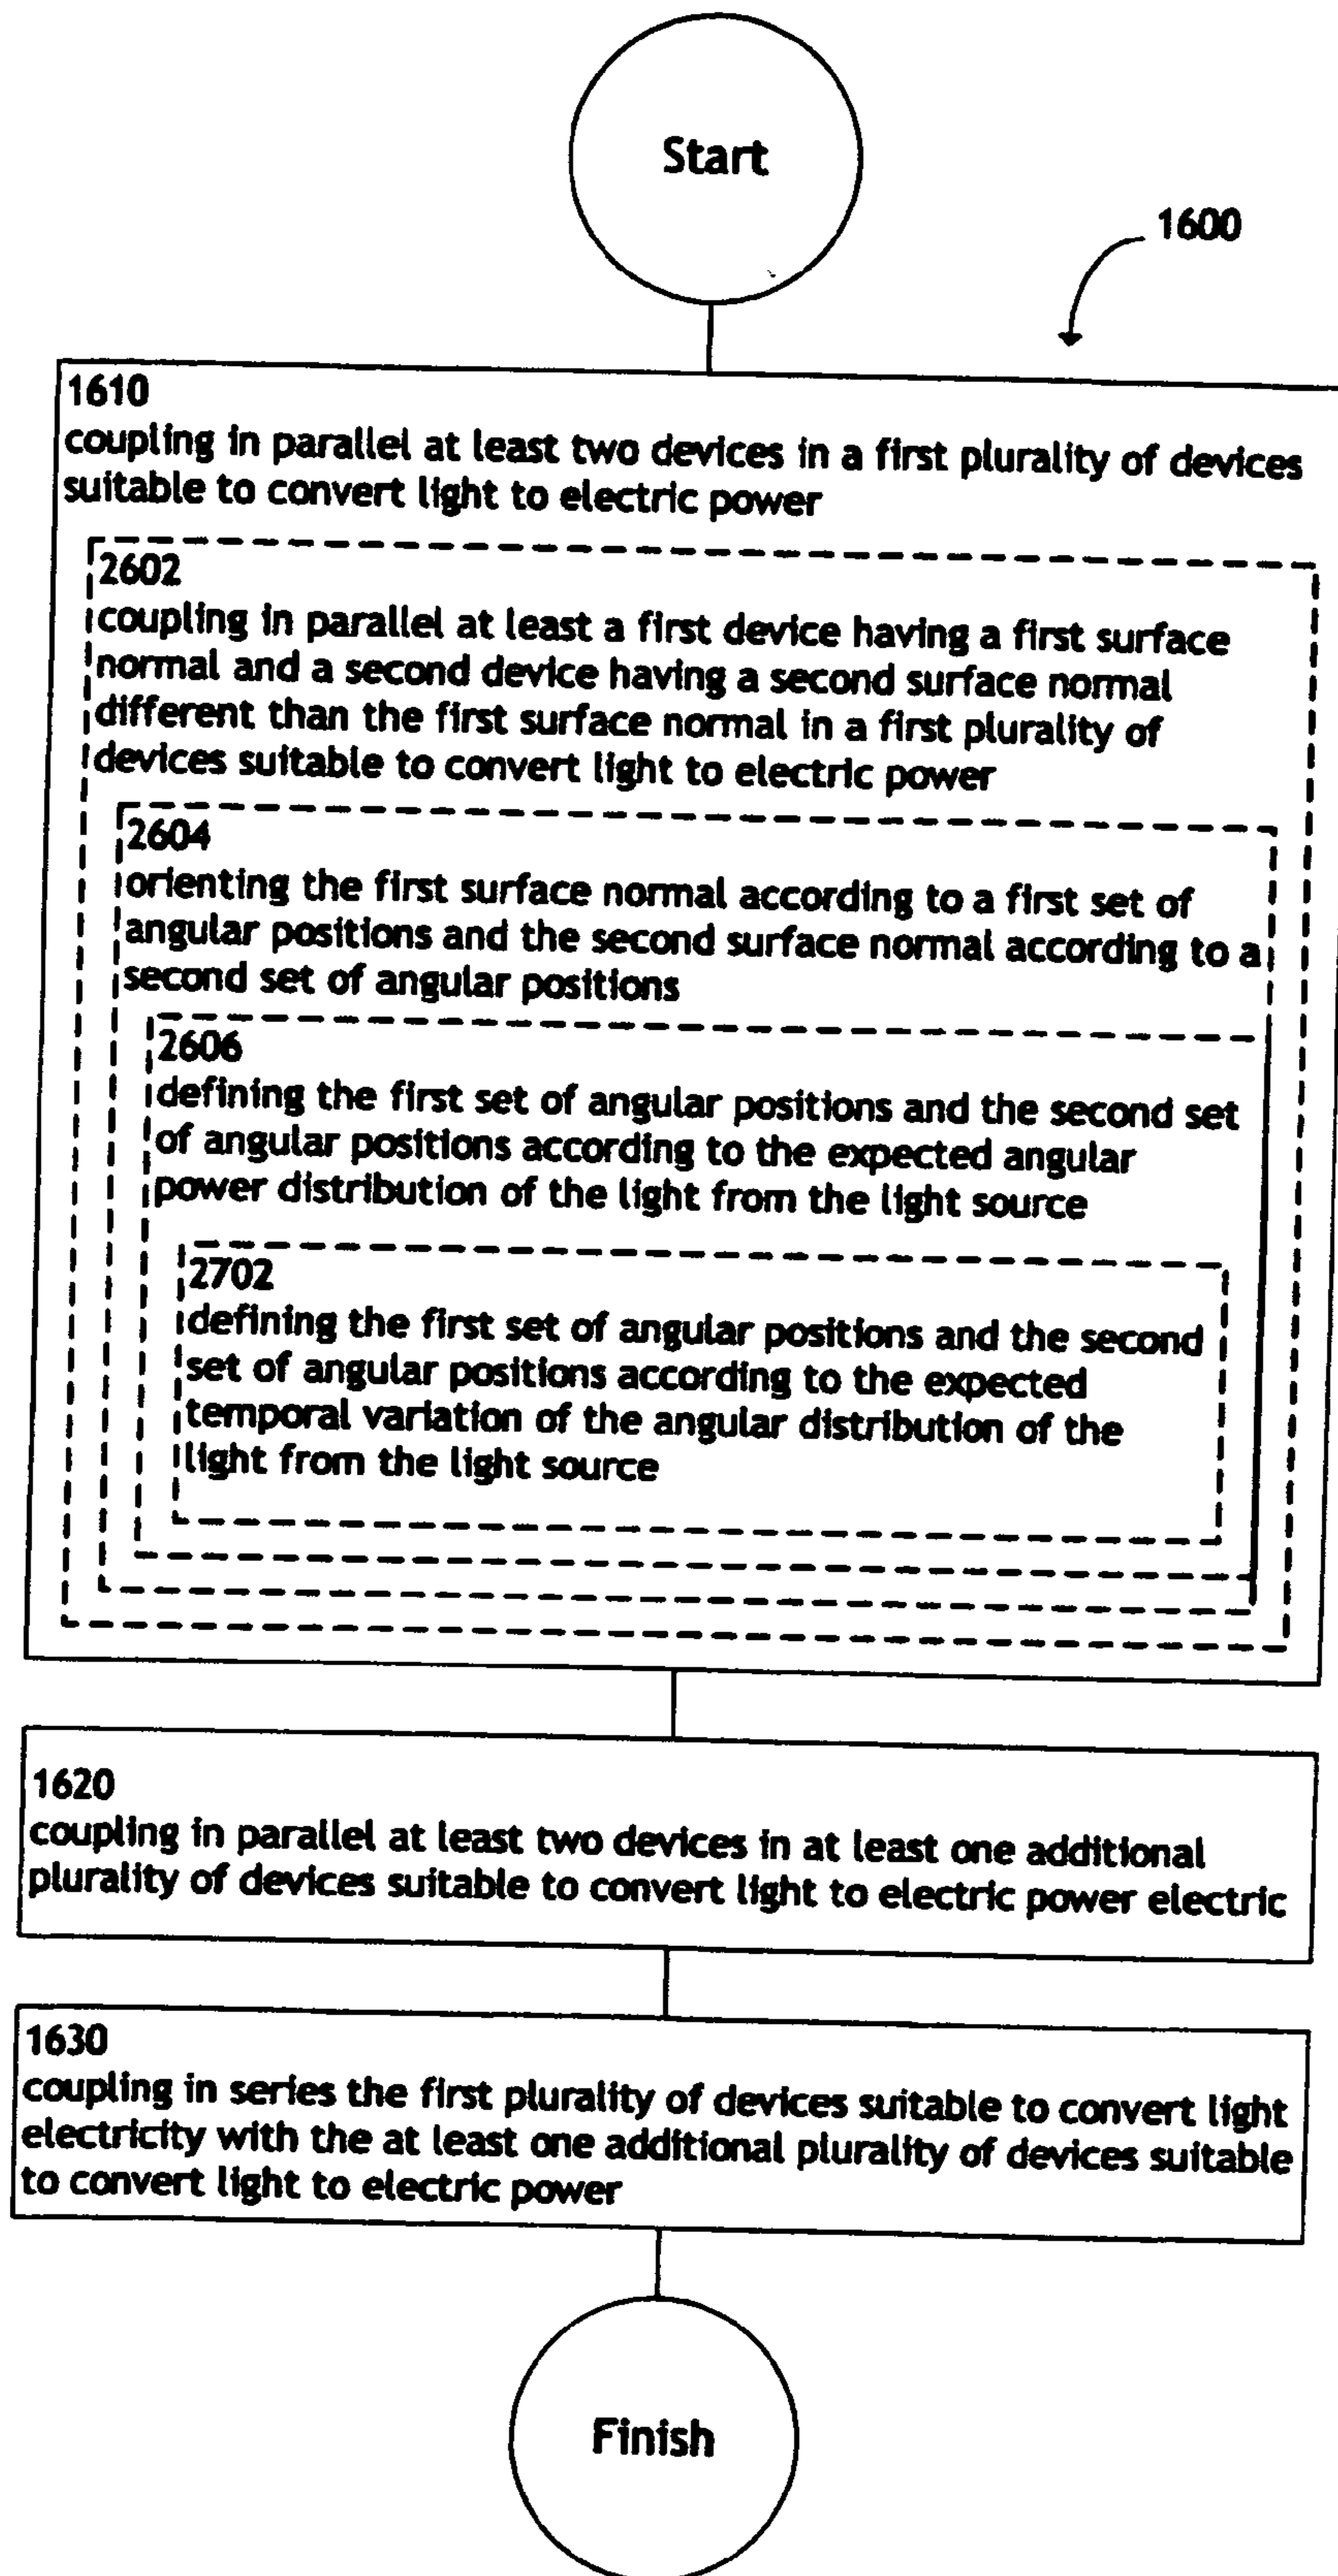 Start
1600
1610
coupling in parallel at least two devices in a first plurality of devices
suitable to convert light to electric power
2602
coupling in parallel at least a first device having a first surface
normal and a second device having a second surface normal
different than the first surface normal in a first plurality of
devices suitable to convert light to electric power
2604
orienting the first surface normal according to a first set of
angular positions and the second surface normal according to a
second set of angular positions
2606
defining the first set of angular positions and the second set
of angular positions according to the expected angular
power distribution of the light from the light source
2702
defining the first set of angular positions and the second
set of angular positions according to the expected
temporal variation of the angular distribution of the
light from the light source
1620
coupling in parallel at least two devices in at least one additional
plurality of devices suitable to convert light to electric power electric
1630
coupling in series the first plurality of devices suitable to convert light
electricity with the at least one additional plurality of devices suitable
to convert light to electric power
Finish